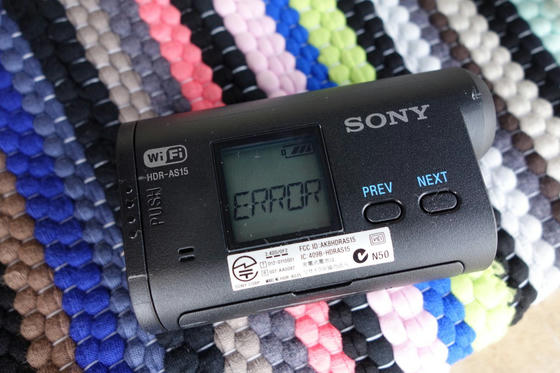 SONY
WiFi
HDR-AS15
PUSH
ERROR
PREV
NEXT
FCC ID:AK8HDRAS15
IC:409B-HDRAS15
N50